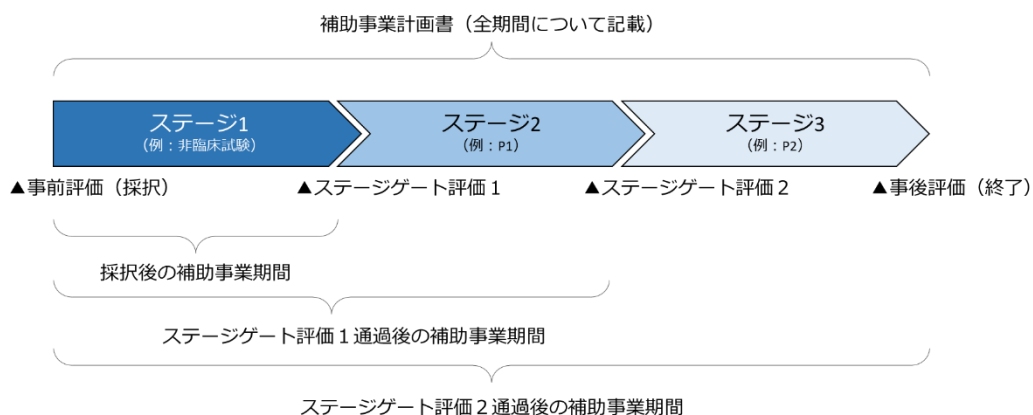 補助事業計画書（全期間について記載）
ステージ1
（例：非臨床試験）
ステージ2
（例：P1）
ステージ3
（例：P2）
▲事前評価（採択）
▲ステージゲート評価１
▲ステージゲート評価２
▲事後評価（終了）
採択後の補助事業期間
ステージゲート評価１通過後の補助事業期間
ステージゲート評価２通過後の補助事業期間